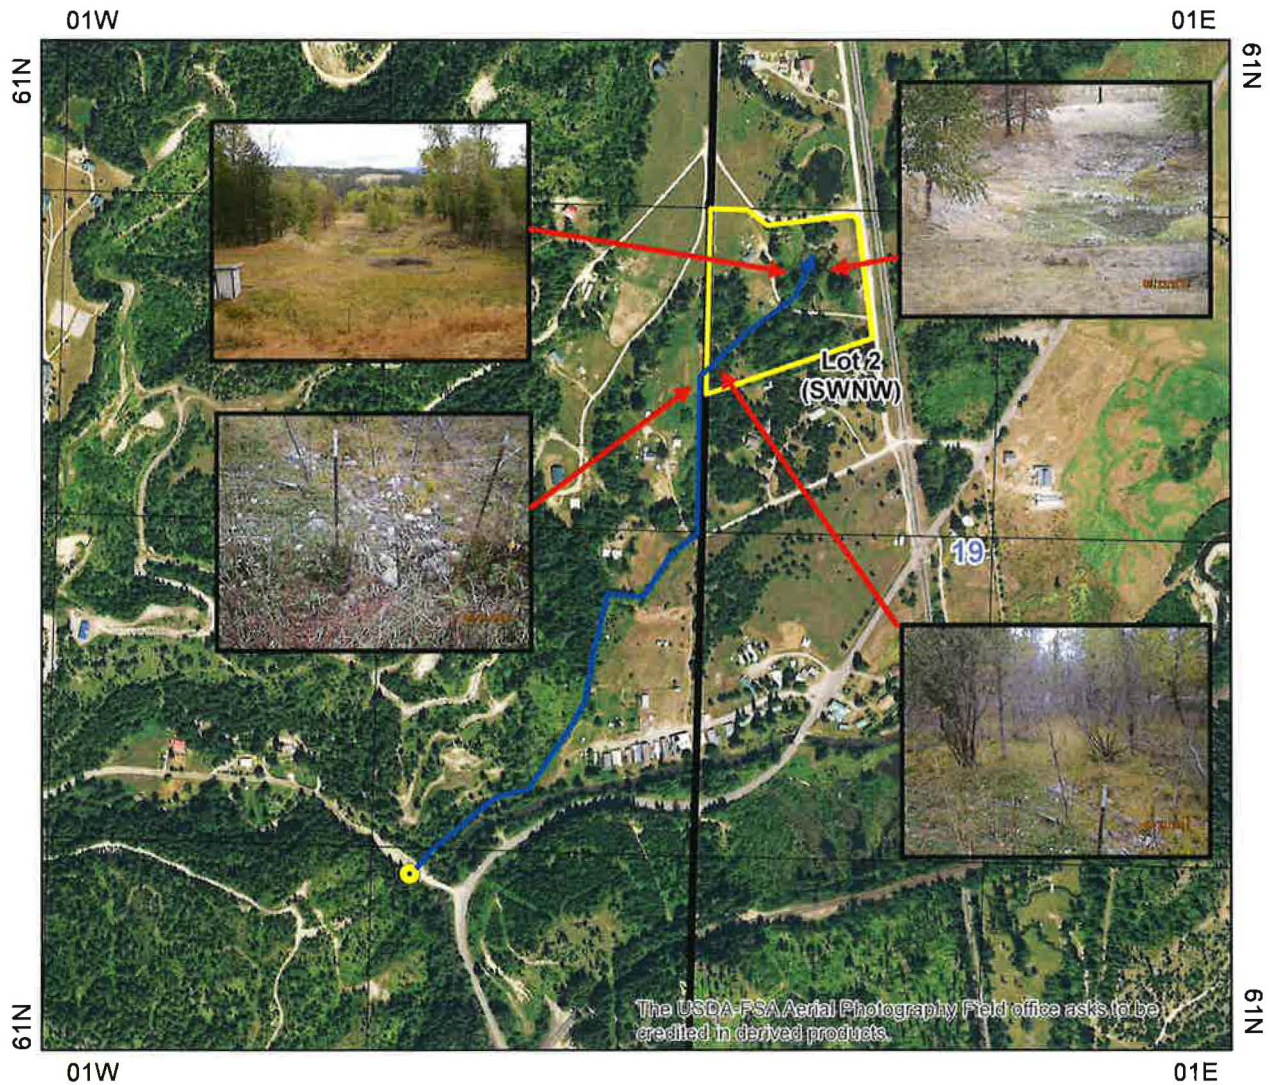 01W
01E
61N
61N
Lot 2
(SWNW)
19
The USDA-FSA Aerial Photography Field office asks to be
credited in derived products.
61N
61N
01W
01E